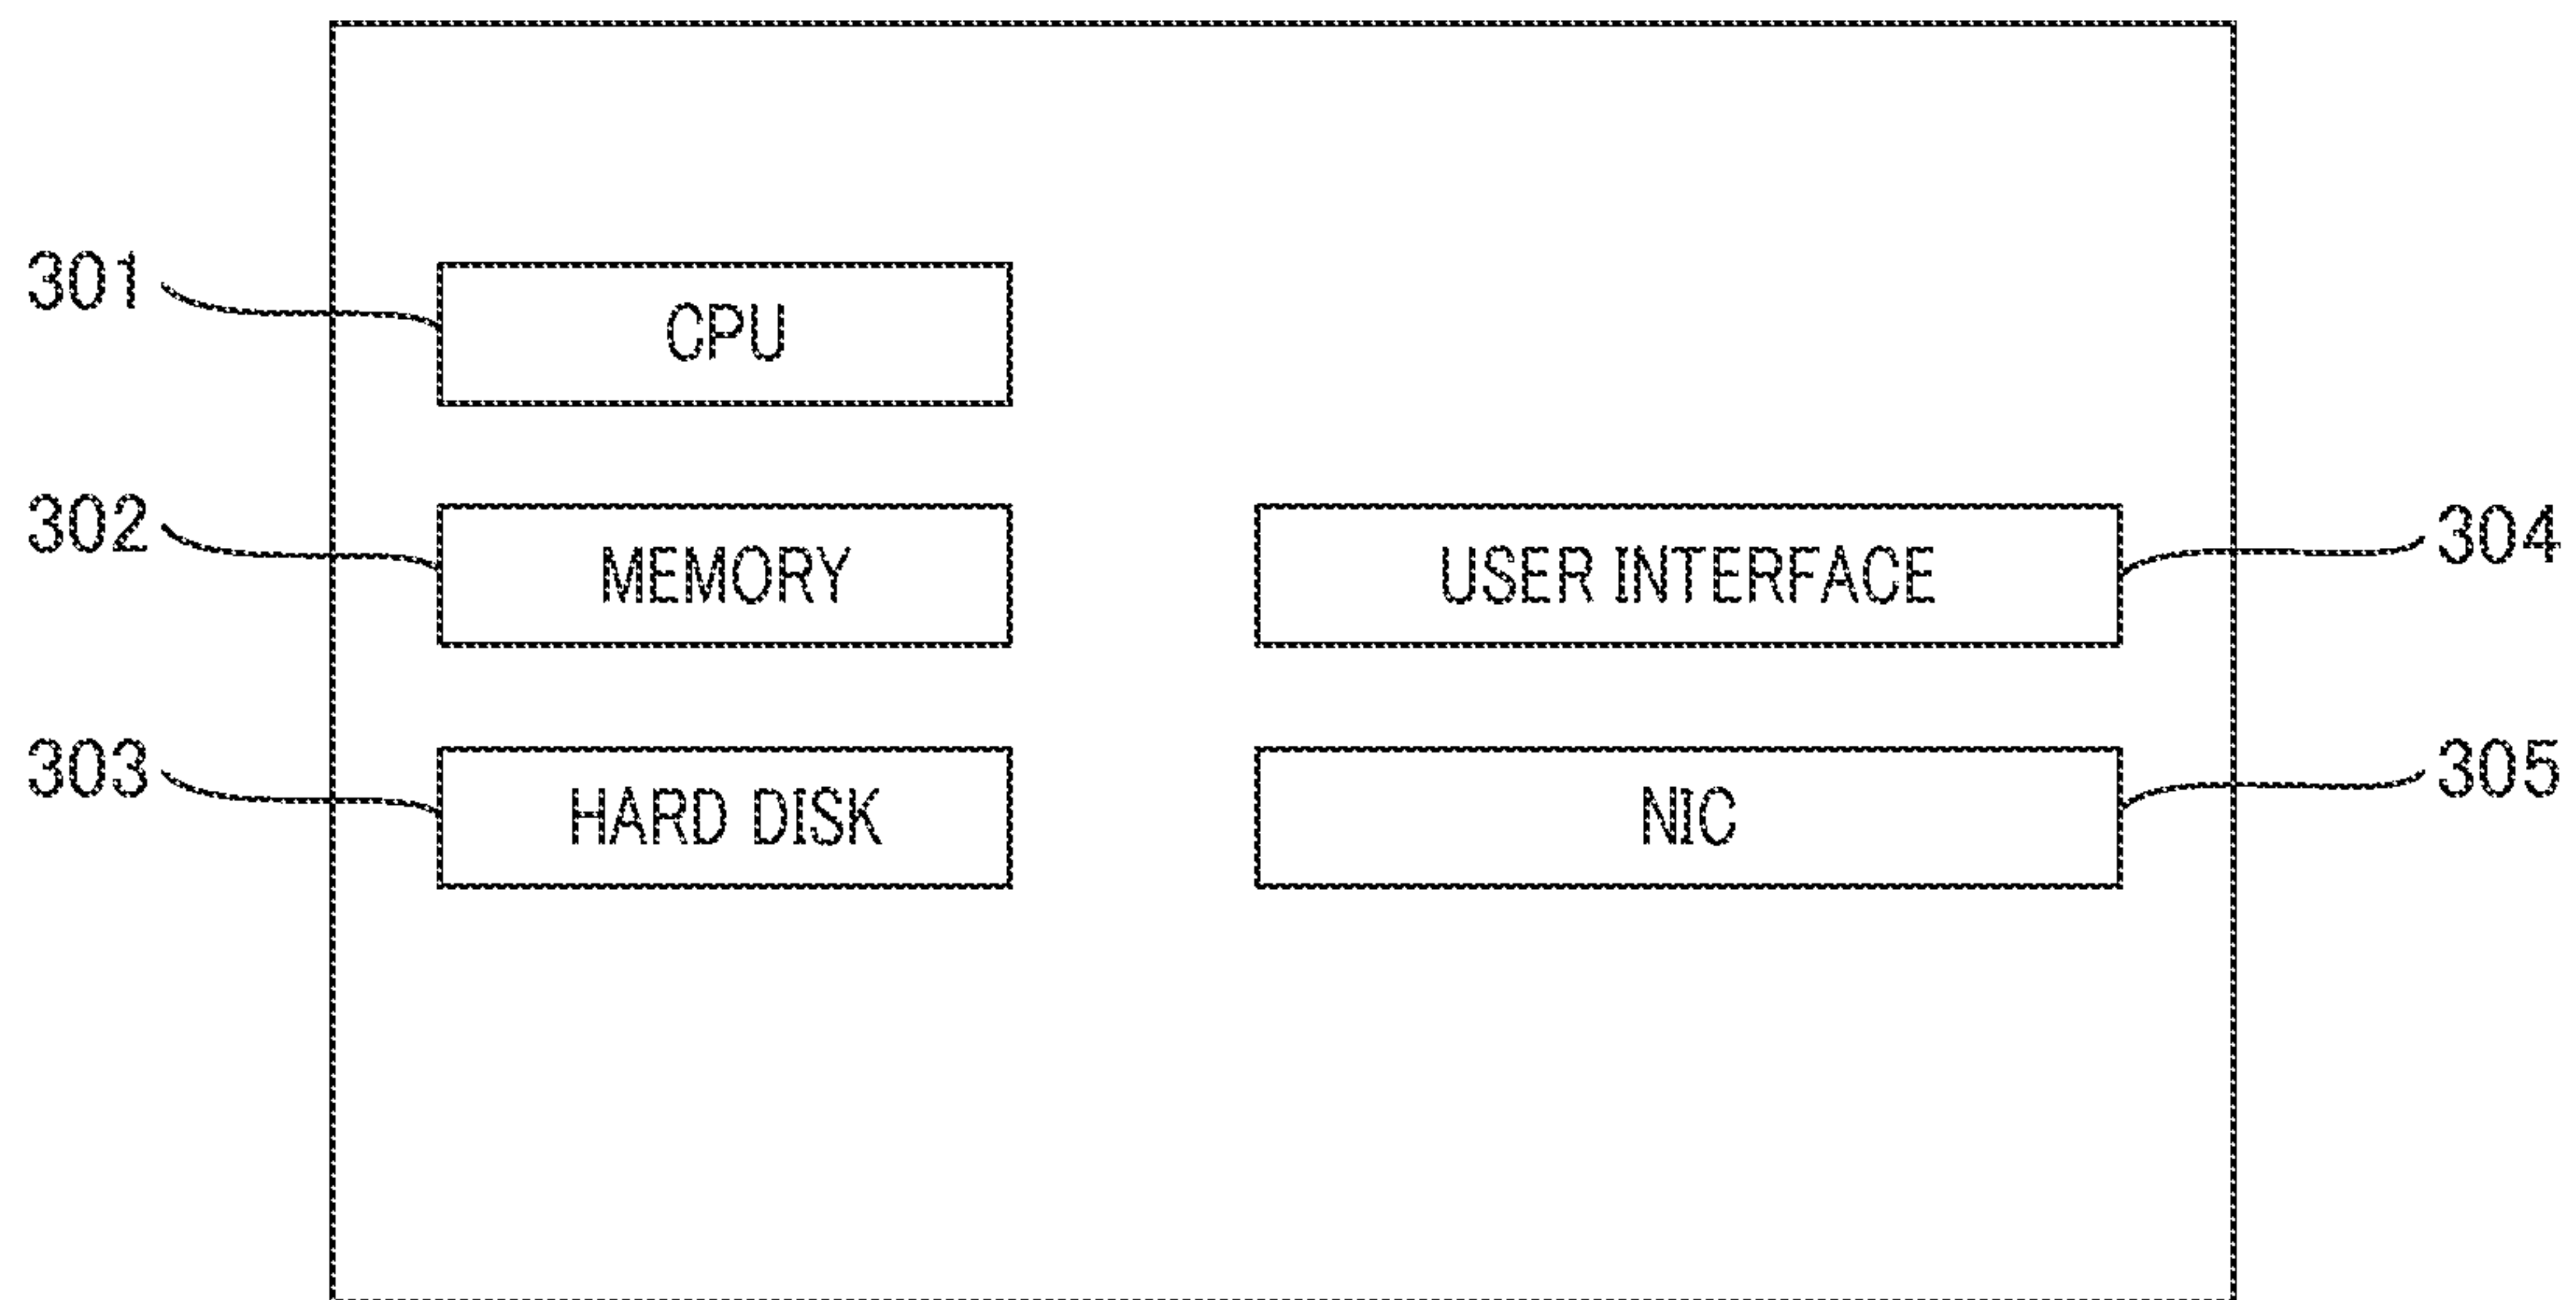 301
CPU
302
MEMORY
USER INTERFACE
304
303
HARD DISK
NIC
305